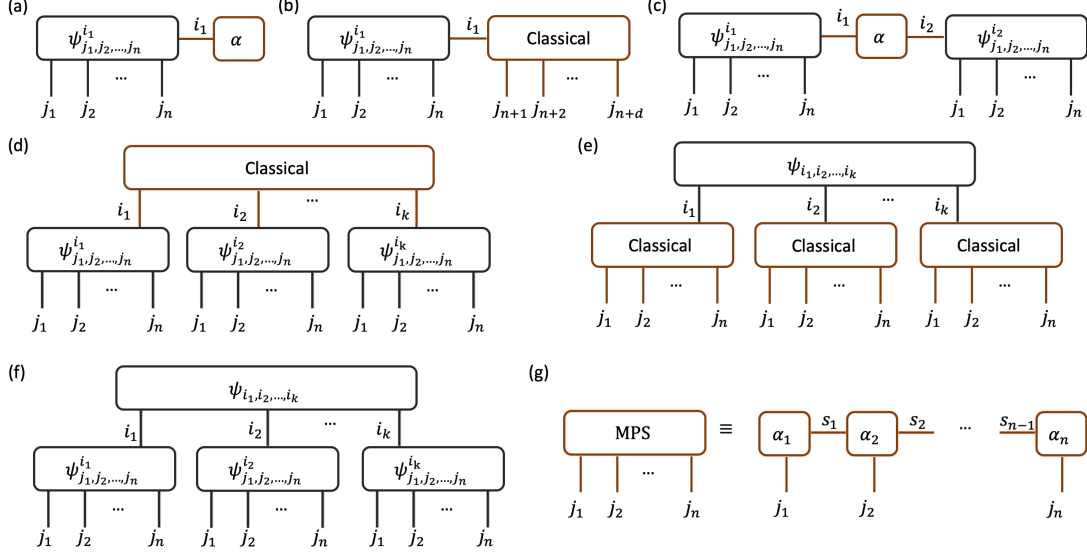 (a)
ψ^{i_1}_{j_1,j_2,...,j_n} i_1 α
j_1 j_2 ... j_n
(b)
ψ^{i_1}_{j_1,j_2,...,j_n} i_1 Classical
j_1 j_2 ... j_n j_{n+1} j_{n+2} ... j_{n+d}
(c)
ψ^{i_1}_{j_1,j_2,...,j_n} i_1 α i_2 ψ^{i_2}_{j_1,j_2,...,j_n}
j_1 j_2 ... j_n j_1 j_2 ... j_n
(d)
Classical
i_1 i_2 ... i_k
ψ^{i_1}_{j_1,j_2,...,j_n} ψ^{i_2}_{j_1,j_2,...,j_n} ψ^{i_k}_{j_1,j_2,...,j_n}
j_1 j_2 ... j_n j_1 j_2 ... j_n j_1 j_2 ... j_n
(e)
ψ_{i_1,i_2,...,i_k}
i_1 i_2 ... i_k
Classical Classical Classical
j_1 j_2 ... j_n j_1 j_2 ... j_n j_1 j_2 ... j_n
(f)
ψ_{i_1,i_2,...,i_k}
i_1 i_2 ... i_k
ψ^{i_1}_{j_1,j_2,...,j_n} ψ^{i_2}_{j_1,j_2,...,j_n} ψ^{i_k}_{j_1,j_2,...,j_n}
j_1 j_2 ... j_n j_1 j_2 ... j_n j_1 j_2 ... j_n
(g)
MPS ≡ α_1 s_1 α_2 s_2 ... s_{n−1} α_n
j_1 j_2 ... j_n j_1 j_2 j_n